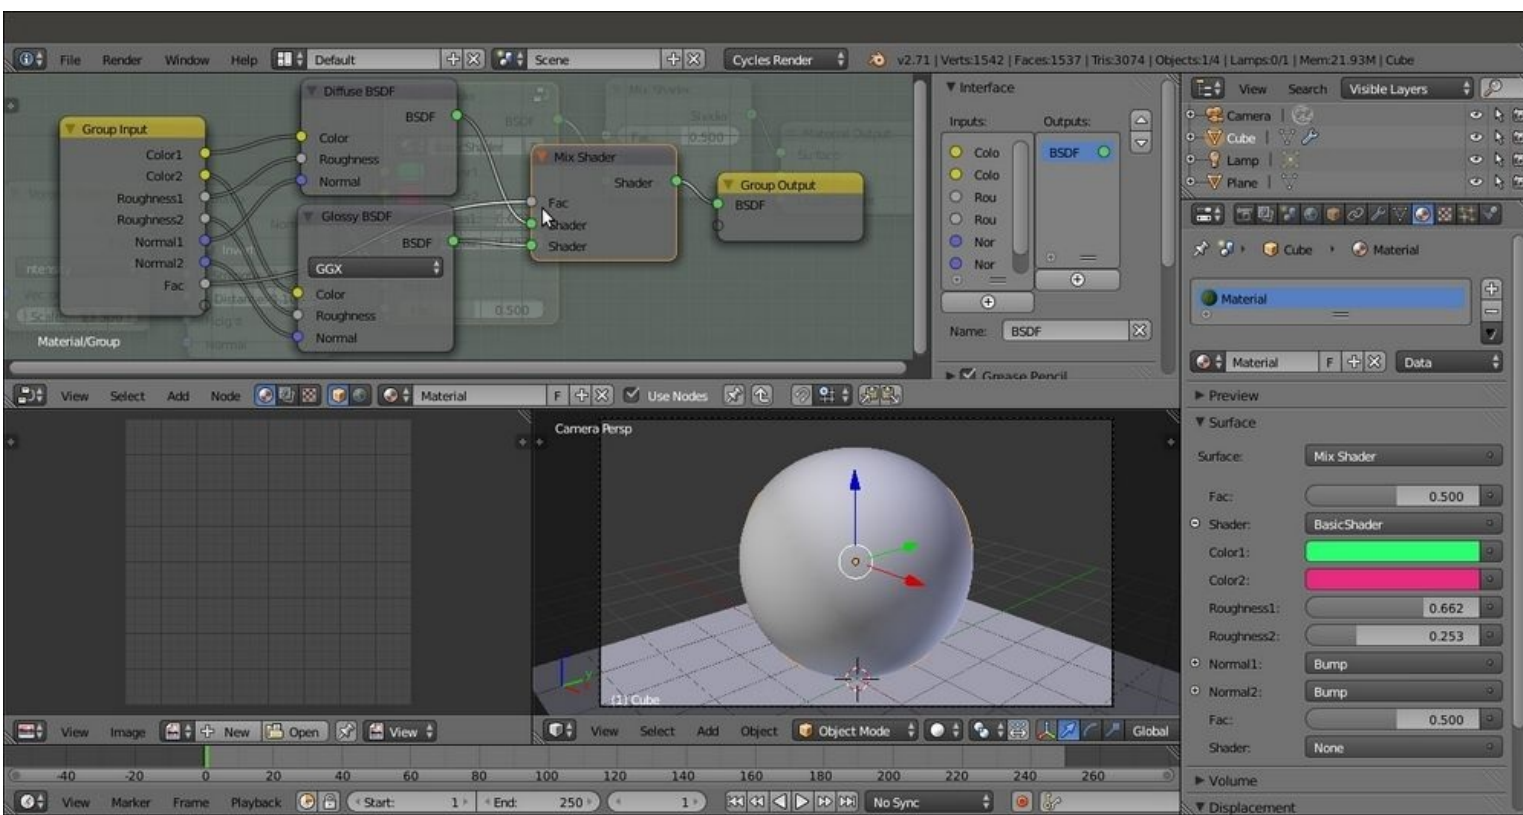 File Render Window Help Default Scene Cycles Render v2.71 | Verts:1542 | Faces:1537 | Tris:3074 | Objects:1/4 | Lamps:0/1 | Mem:21.93M | Cube
Group Input
Color1
Color2
Roughness1
Roughness2
Normal1
Normal2
Fac
Diffuse BSDF
BSDF
Color
Roughness
Normal
Glossy BSDF
BSDF
GGX
Color
Roughness
Normal
Mix Shader
Shader
Fac
Shader
Shader
Group Output
BSDF
0.500
0.500
Material/Group
Interface
Inputs: Outputs:
Colo BSDF
Colo
Rou
Rou
Nor
Nor
Name: BSDF
Grease Pencil
View Select Add Node Material F Use Nodes
View Search Visible Layers
Camera
Cube
Lamp
Plane
Cube Material
Material
Material F Data
Preview
Surface
Surface: Mix Shader
Fac: 0.500
Shader: BasicShader
Color1:
Color2:
Roughness1: 0.662
Roughness2: 0.253
Normal1: Bump
Normal2: Bump
Fac: 0.500
Shader: None
Volume
Displacement
Camera Persp
(1) Cube
View Image New Open View
View Select Add Object Object Mode Global
-40 -20 0 20 40 60 80 100 120 140 160 180 200 220 240 260
View Marker Frame Playback Start: 1 End: 250 1 No Sync